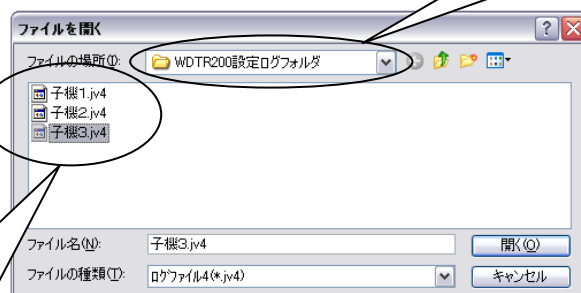 ファイルを開く
ファイルの場所(I):
WDTR200設定ログフォルダ
子機1.jv4
子機2.jv4
子機3.jv4
ファイル名(N):
子機3.jv4
開く(O)
ファイルの種類(T):
ログファイル4(*.jv4)
キャンセル